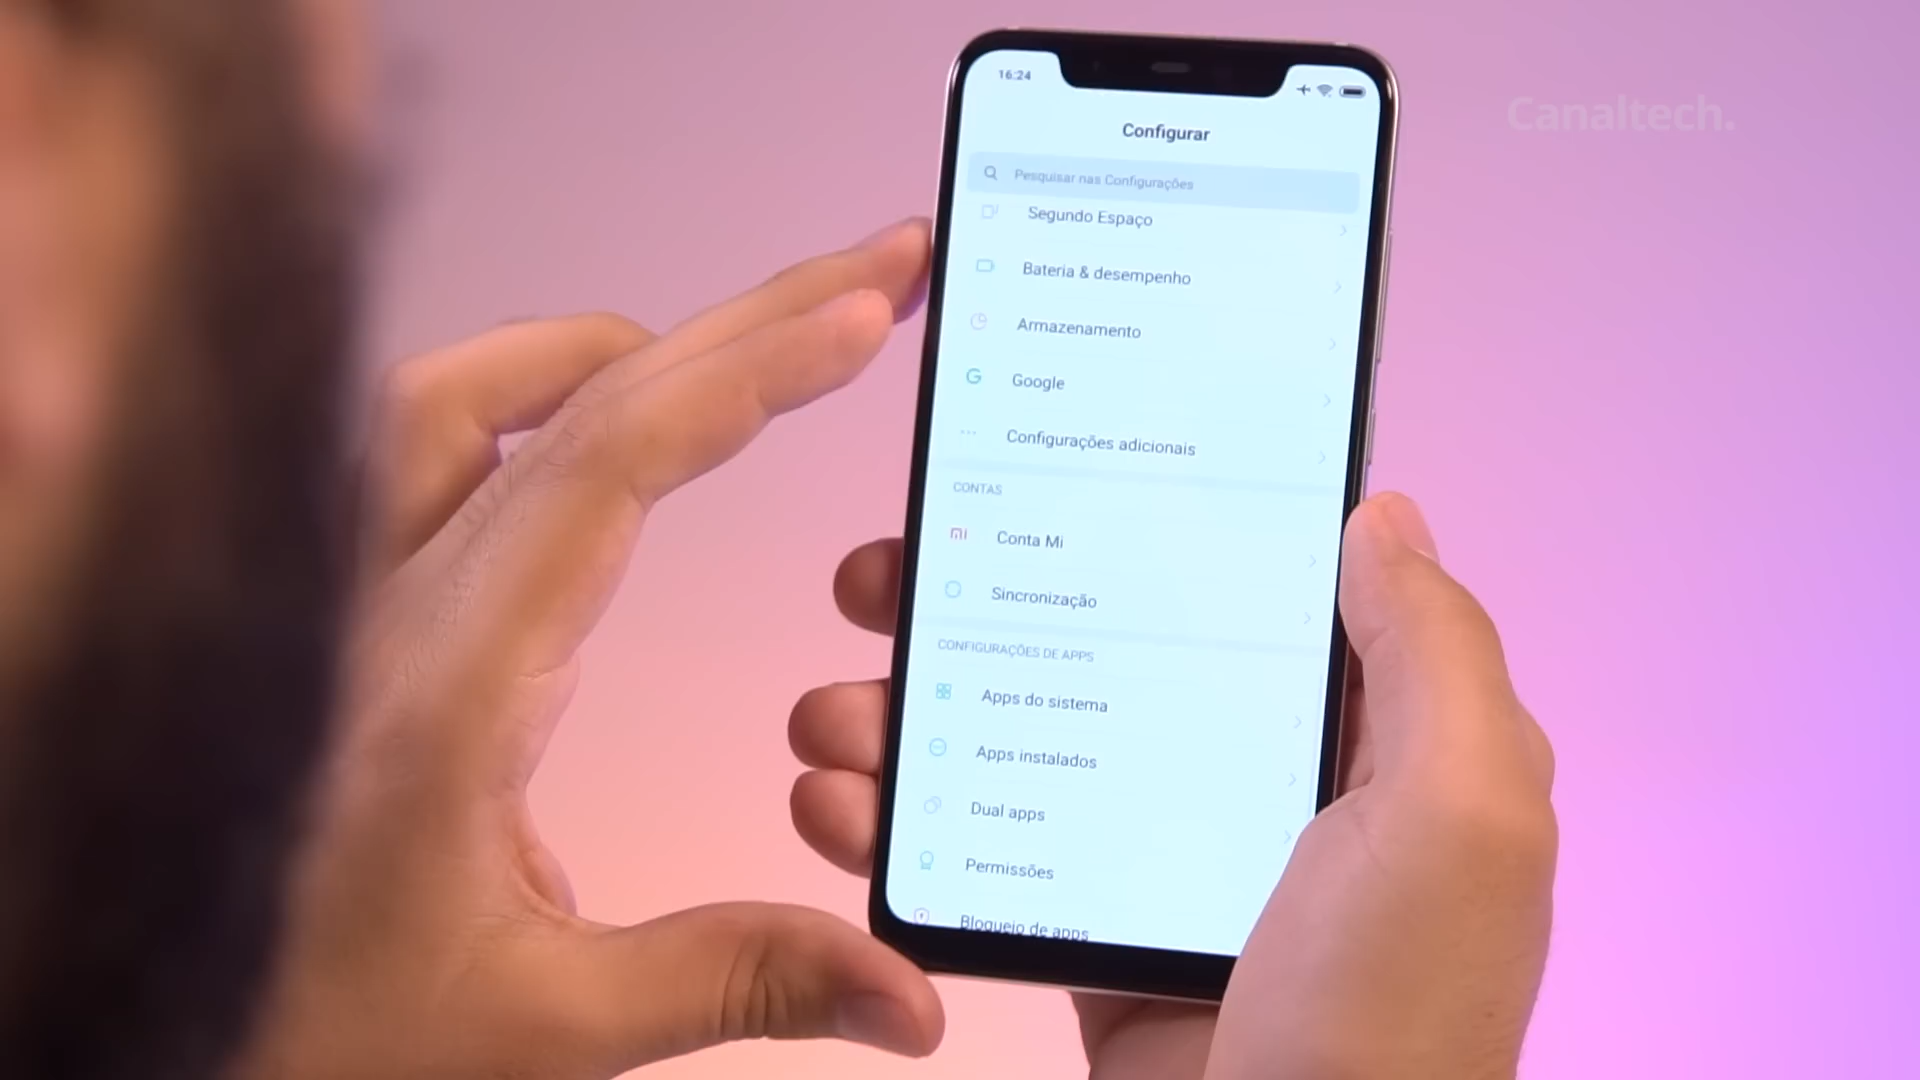 16:24
Canaltech.
Configurar
Pesquisar nas Configurações
Segundo Espaço
Bateria & desempenho
Armazenamento
Google
Configurações adicionais
CONTAS
Conta Mi
Sincronização
CONFIGURAÇÕES DE APPS
Apps do sistema
Apps instalados
Dual apps
Permissões
Bloqueio de apps